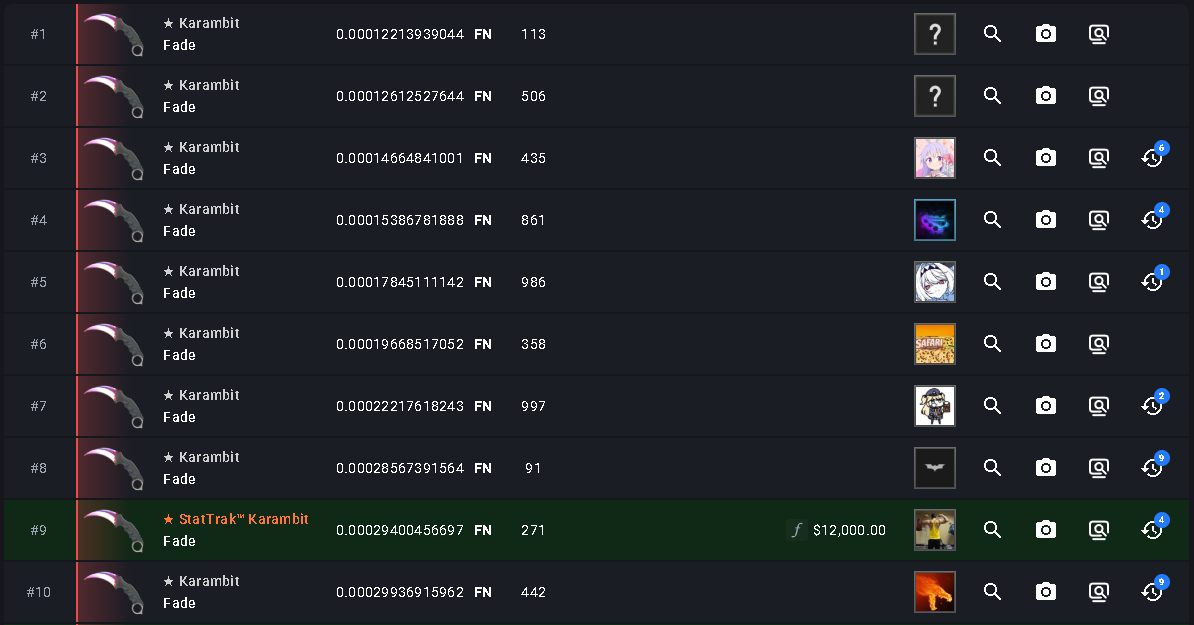 #1 ★ Karambit Fade 0.00012213939044 FN 113 ?
#2 ★ Karambit Fade 0.00012612527644 FN 506 ?
#3 ★ Karambit Fade 0.00014664841001 FN 435 6
#4 ★ Karambit Fade 0.00015386781888 FN 861 4
#5 ★ Karambit Fade 0.00017845111142 FN 986 1
#6 ★ Karambit Fade 0.00019668517052 FN 358 SAFARI
#7 ★ Karambit Fade 0.00022217618243 FN 997 2
#8 ★ Karambit Fade 0.00028567391564 FN 91 9
#9 ★ StatTrak™ Karambit Fade 0.00029400456697 FN 271 ƒ $12,000.00 4
#10 ★ Karambit Fade 0.00029936915962 FN 442 9